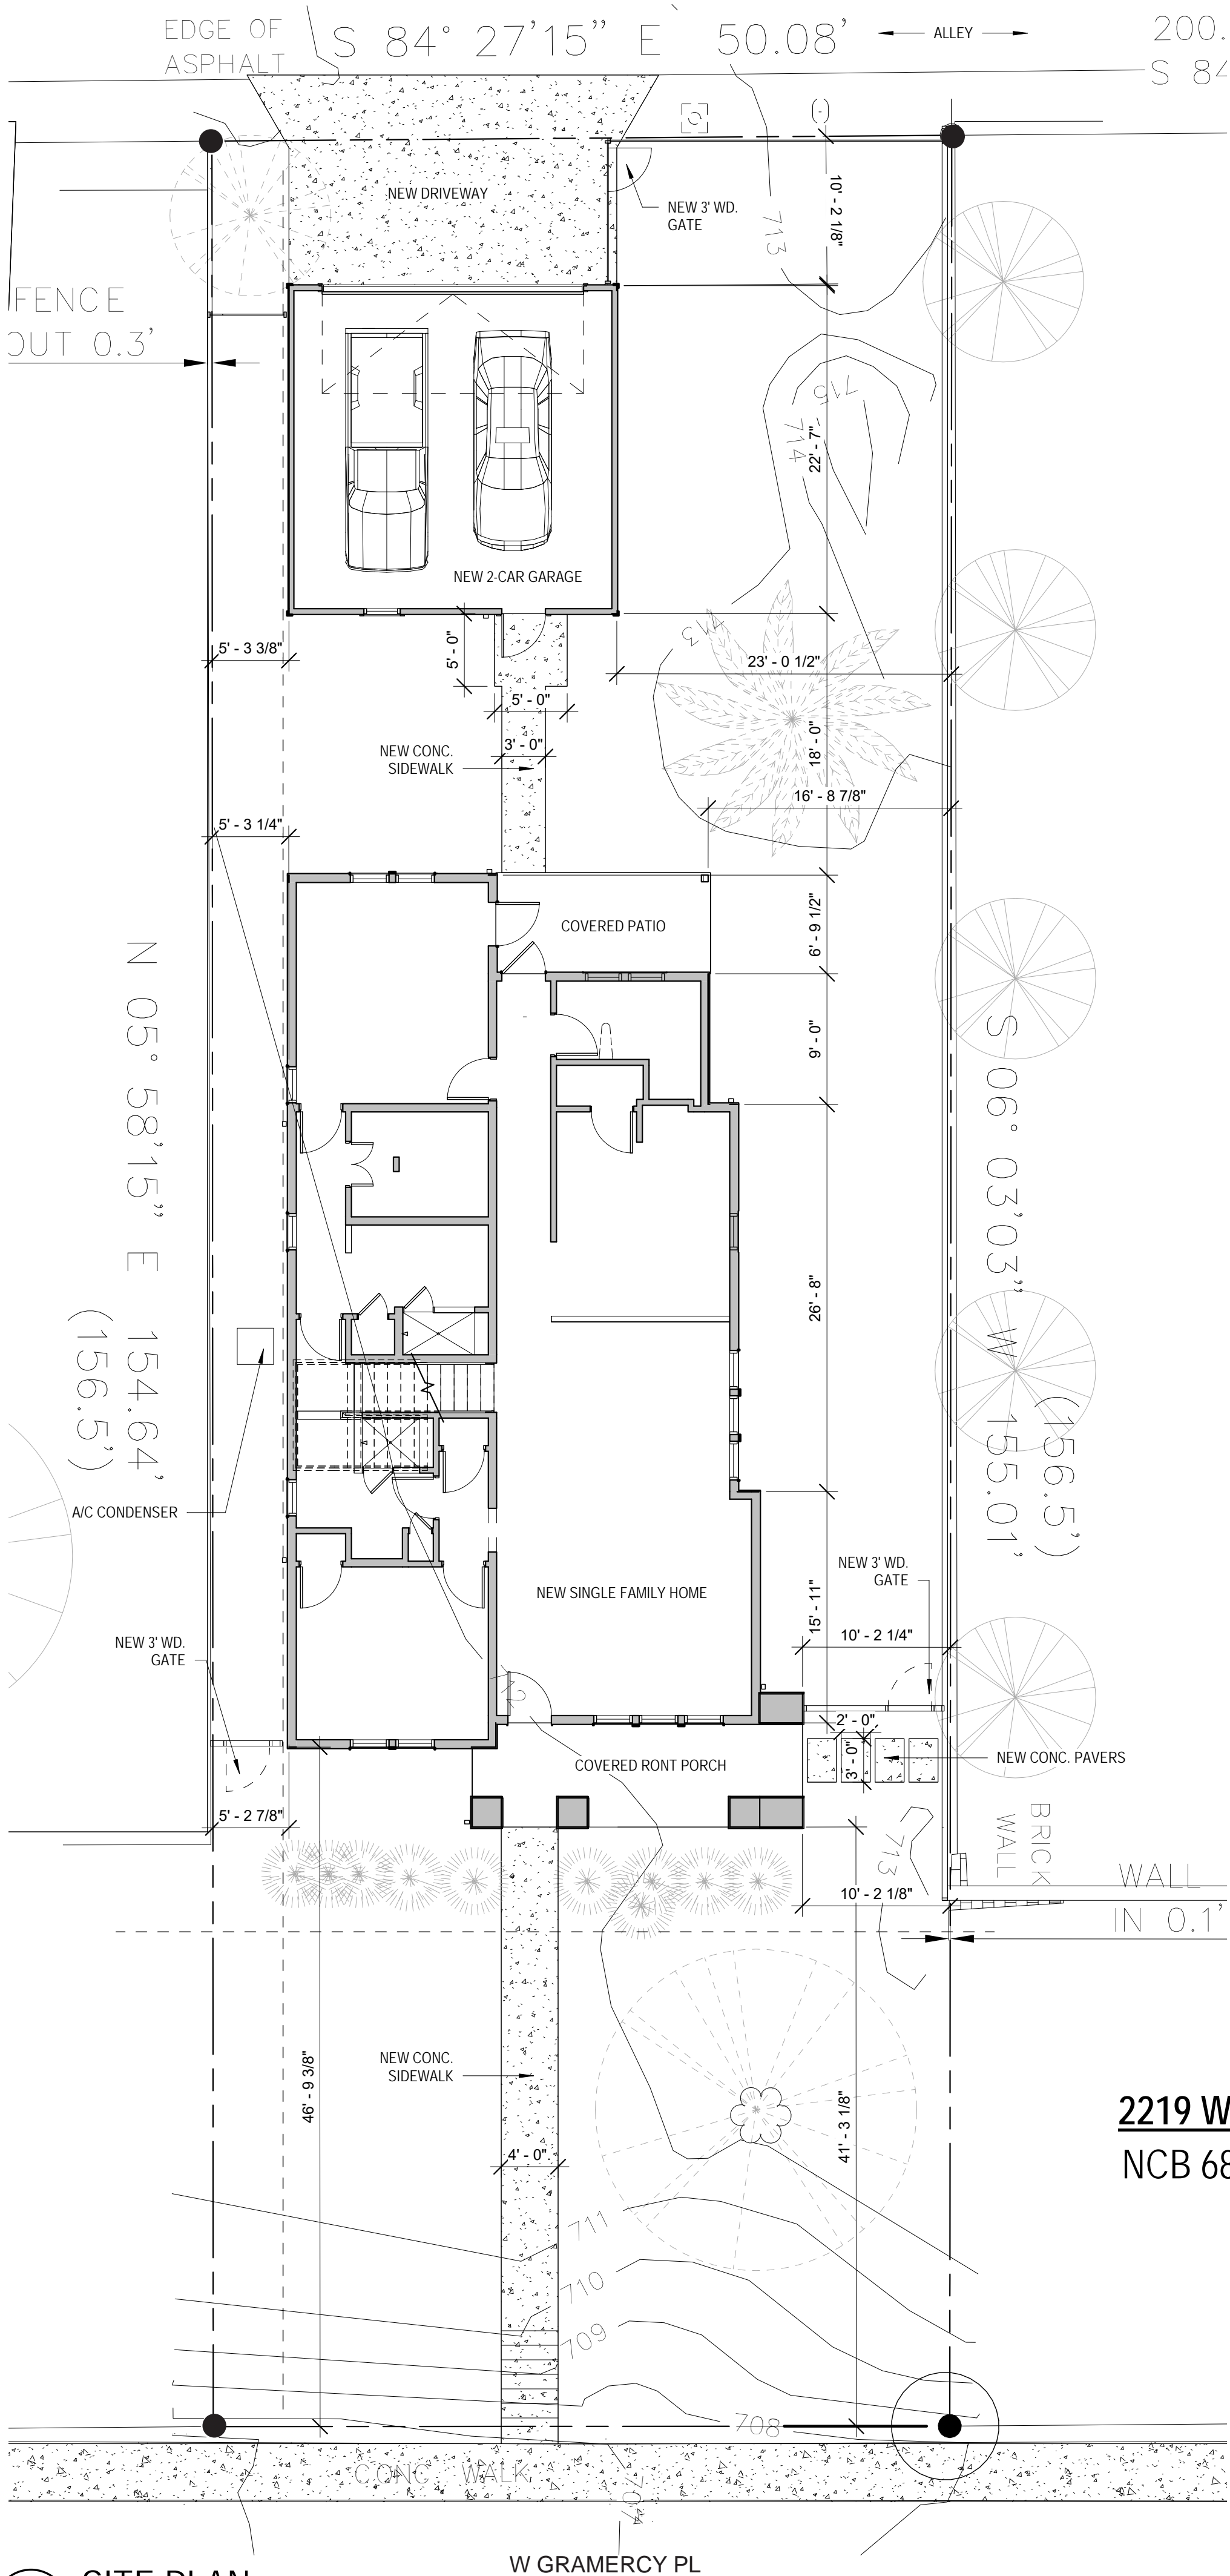 EDGE OF
ASPHALT
S 84° 27'15" E 50.08'
ALLEY
200.
S 84
NEW DRIVEWAY
NEW 3' WD.
GATE
10' - 2 1/8"
713
FENCE
OUT 0.3'
715
714
22' - 7"
NEW 2-CAR GARAGE
5' - 3 3/8"
5' - 0"
713
23' - 0 1/2"
5' - 0"
3' - 0"
NEW CONC.
SIDEWALK
18' - 0"
16' - 8 7/8"
5' - 3 1/4"
COVERED PATIO
6' - 9 1/2"
9' - 0"
N 05° 58'15" E 154.64'
(156.5')
S 06° 03'03" W 155.01'
(156.5')
26' - 8"
A/C CONDENSER
NEW SINGLE FAMILY HOME
NEW 3' WD.
GATE
15' - 11"
10' - 2 1/4"
NEW 3' WD.
GATE
2' - 0"
3' - 0"
NEW CONC. PAVERS
COVERED RONT PORCH
5' - 2 7/8"
713
BRICK
WALL
WALL
IN 0.1'
10' - 2 1/8"
46' - 9 3/8"
NEW CONC.
SIDEWALK
4' - 0"
41' - 3 1/8"
2219 W
NCB 68
711
710
709
708
CONC WALK
707
W GRAMERCY PL
SITE PLAN